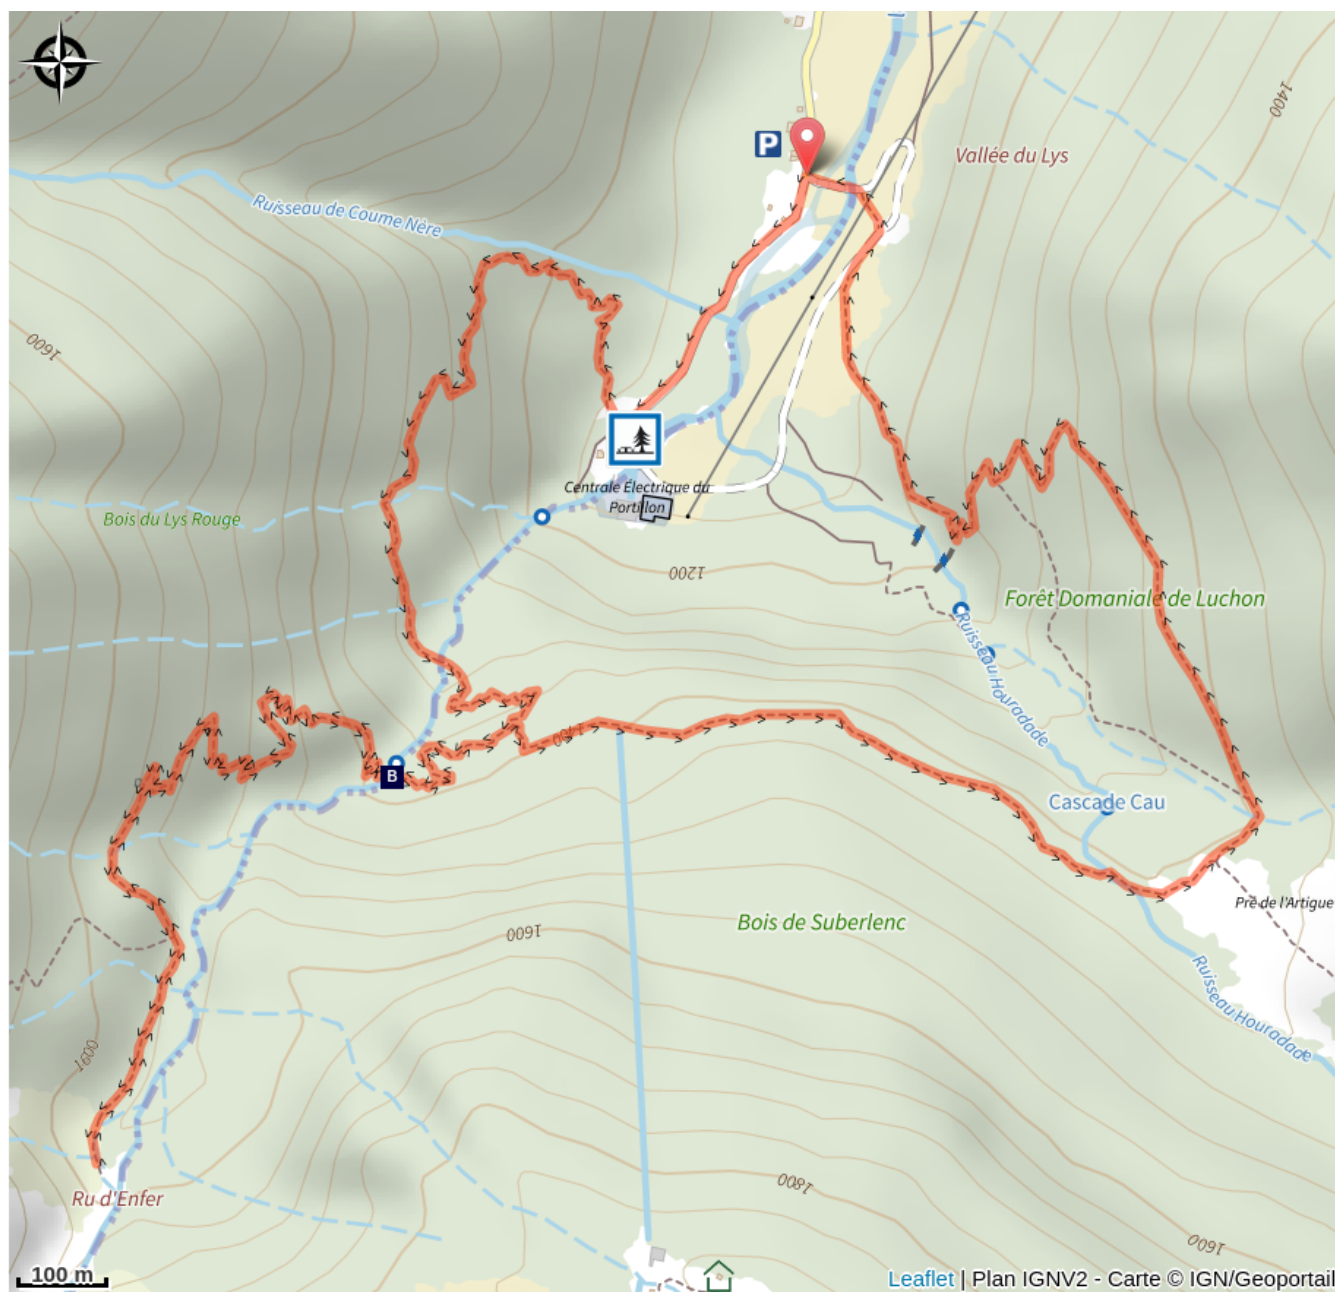 P
1400
Vallée du Lys
Ruisseau de Coume Nère
1600
Centrale Électrique du
Portillon
Bois du Lys Rouge
1200
Forêt Domaniale de Luchon
Ruisseau Houradade
B
Cascade Cau
Pré de l'Artigue
Bois de Suberlenc
1600
Ruisseau Houradade
1600
Ru d'Enfer
1800
1600
100 m
Leaflet | Plan IGNV2 - Carte © IGN/Geoportail